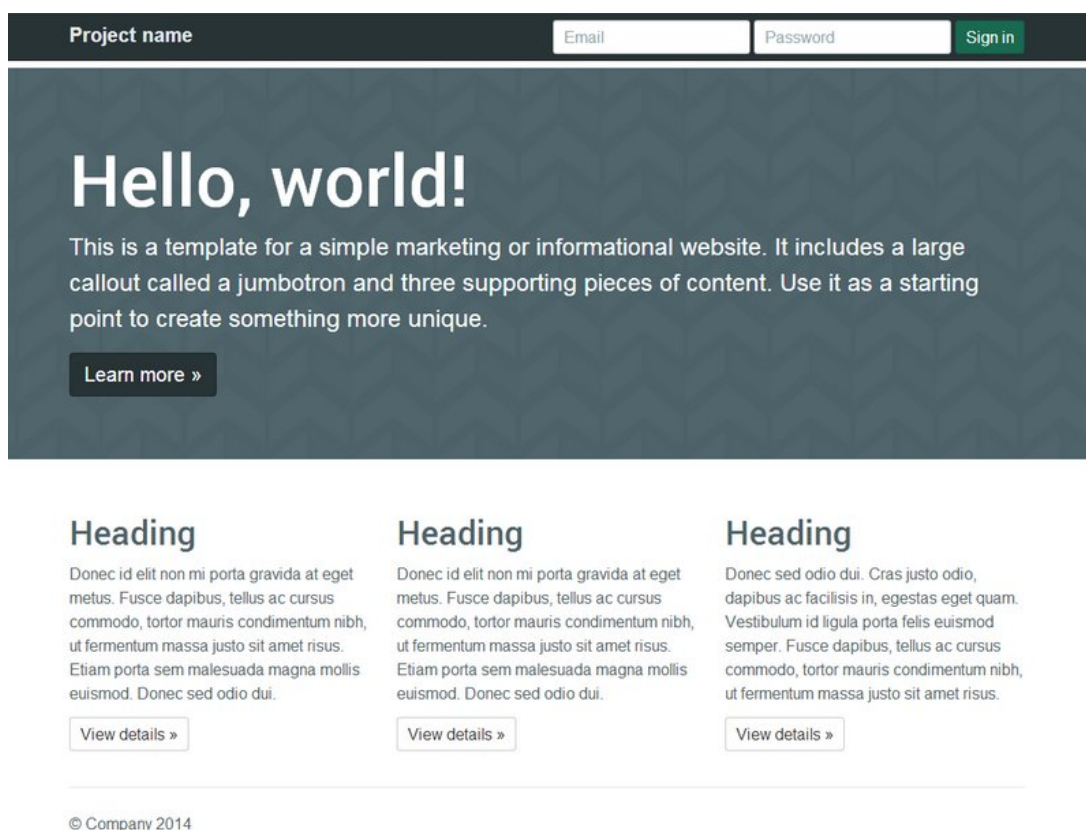 Project name
Email
Password
Sign in
Hello, world!
This is a template for a simple marketing or informational website. It includes a large
callout called a jumbotron and three supporting pieces of content. Use it as a starting
point to create something more unique.
Learn more »
Heading
Donec id elit non mi porta gravida at eget
metus. Fusce dapibus, tellus ac cursus
commodo, tortor mauris condimentum nibh,
ut fermentum massa justo sit amet risus.
Etiam porta sem malesuada magna mollis
euismod. Donec sed odio dui.
View details »
Heading
Donec id elit non mi porta gravida at eget
metus. Fusce dapibus, tellus ac cursus
commodo, tortor mauris condimentum nibh,
ut fermentum massa justo sit amet risus.
Etiam porta sem malesuada magna mollis
euismod. Donec sed odio dui.
View details »
Heading
Donec sed odio dui. Cras justo odio,
dapibus ac facilisis in, egestas eget quam.
Vestibulum id ligula porta felis euismod
semper. Fusce dapibus, tellus ac cursus
commodo, tortor mauris condimentum nibh,
ut fermentum massa justo sit amet risus.
View details »
© Company 2014